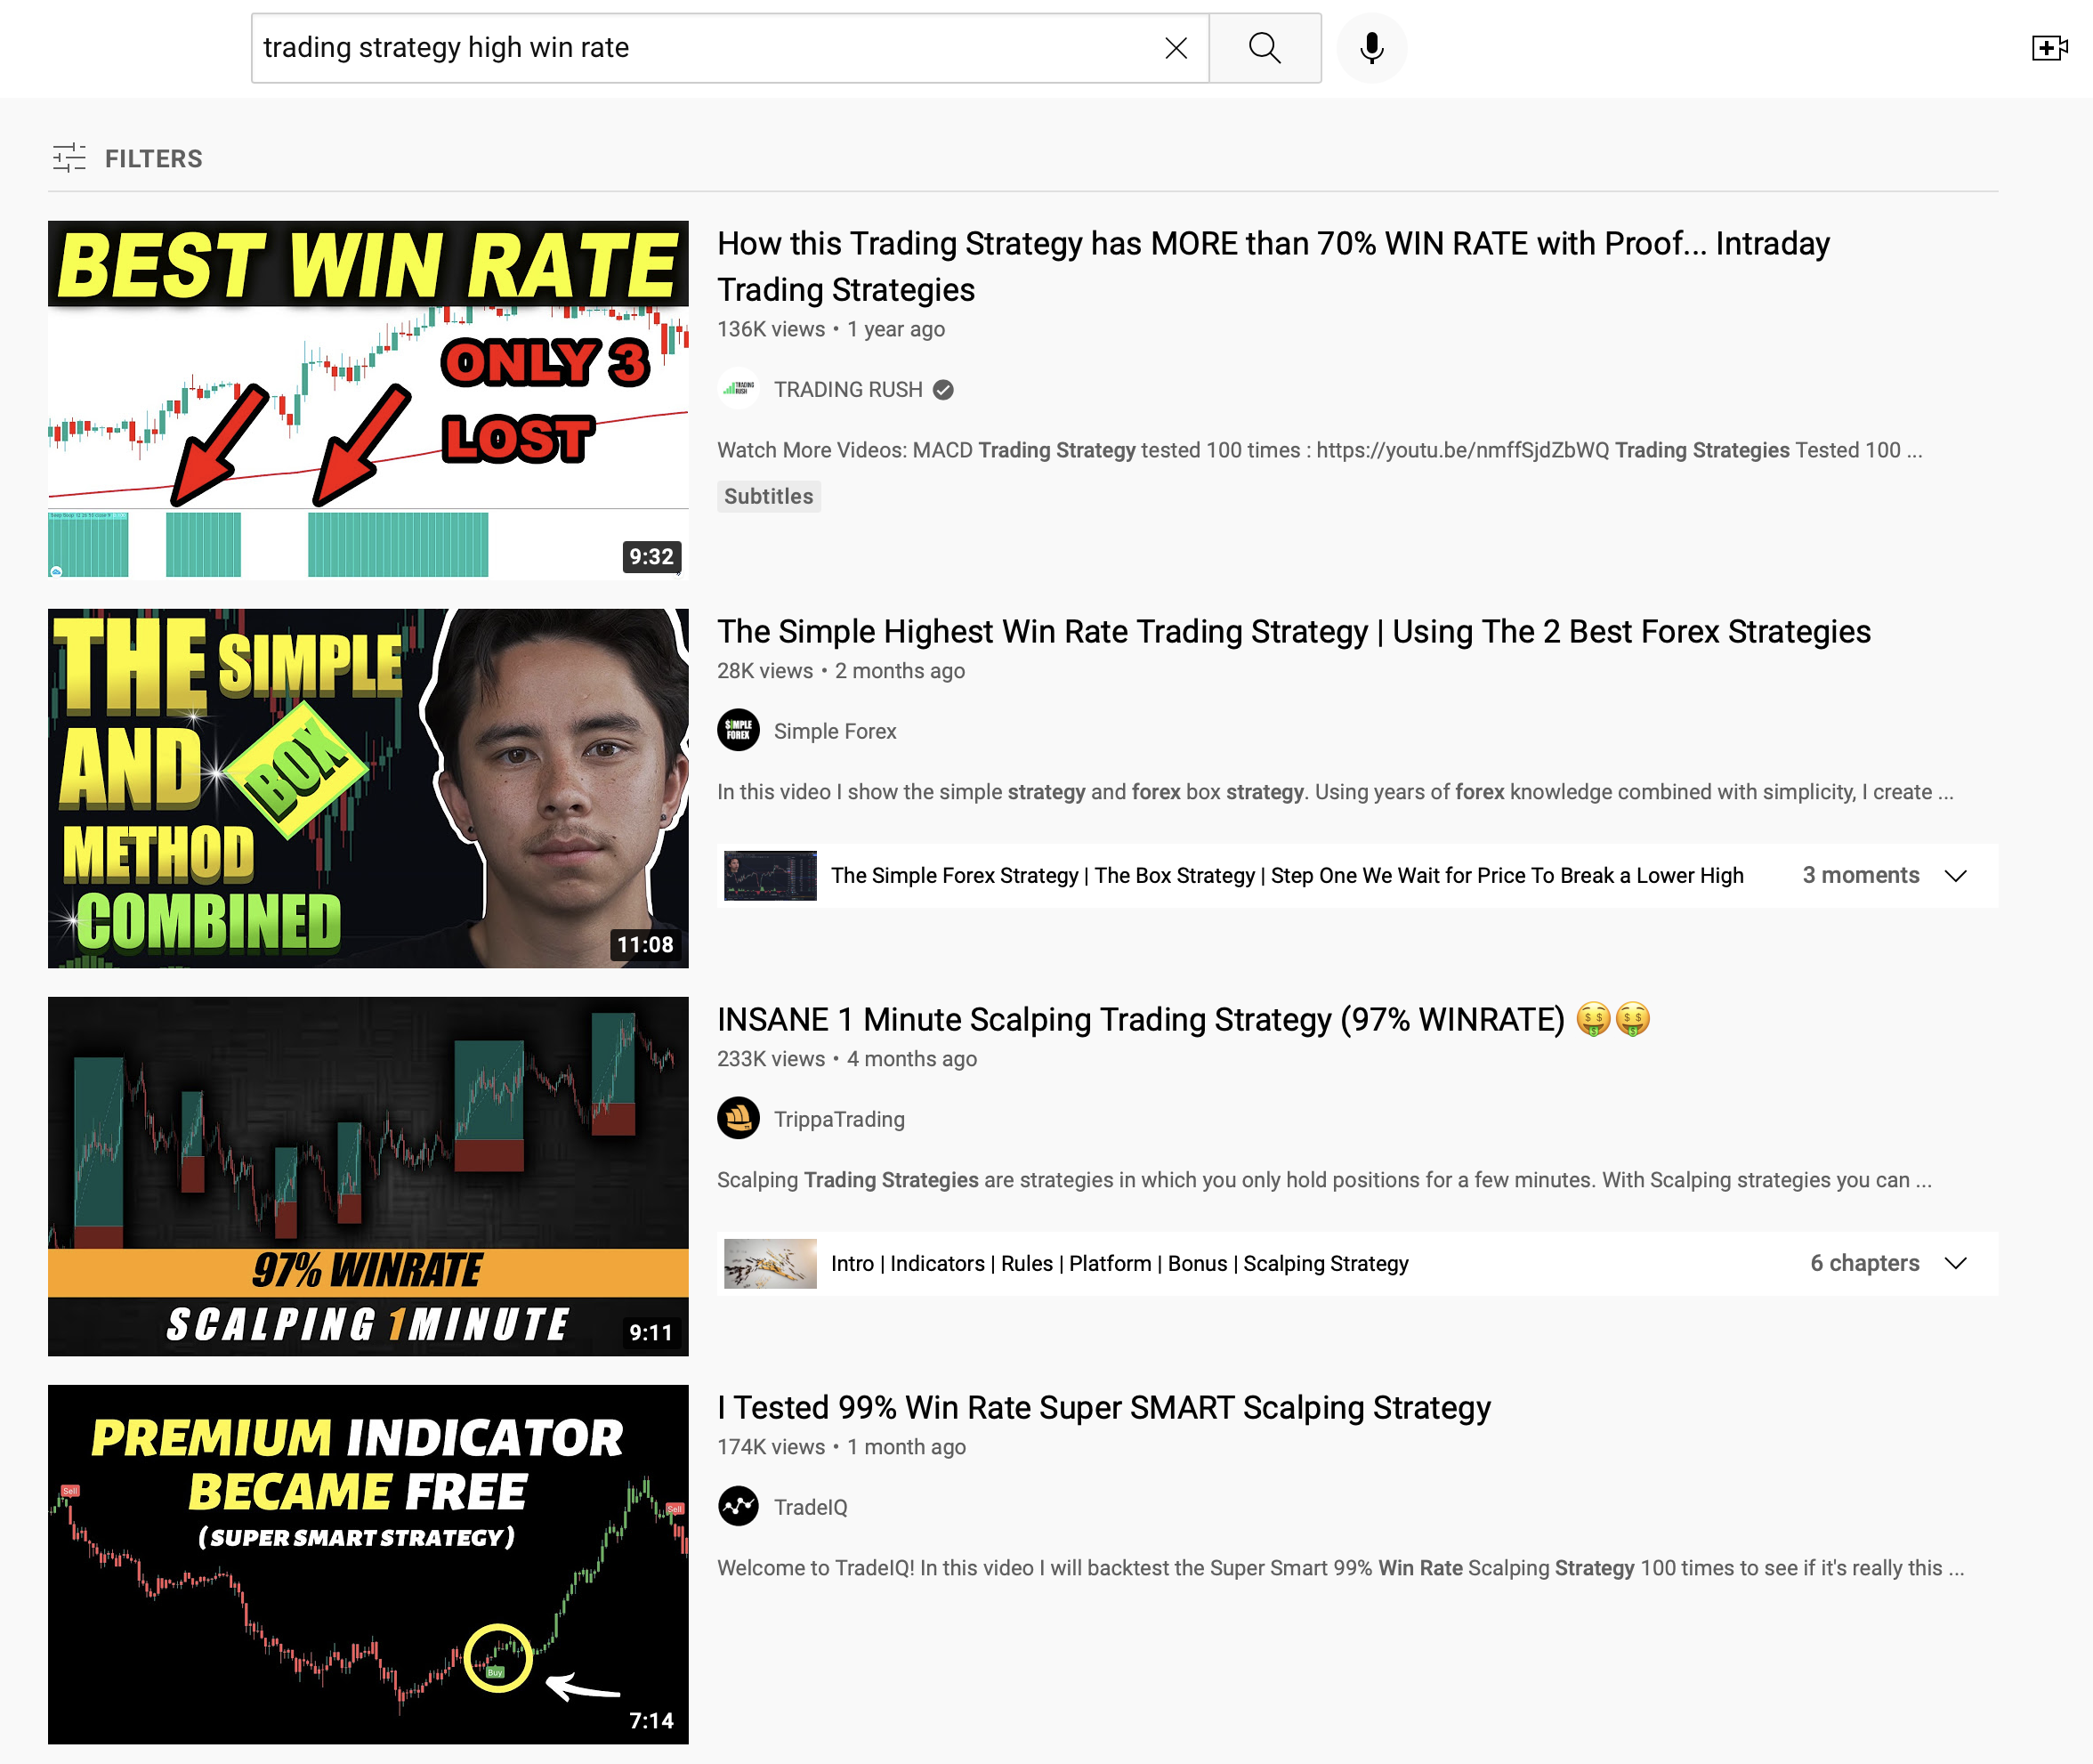 trading strategy high win rate
FILTERS
BEST WIN RATE
ONLY 3
LOST
9:32
How this Trading Strategy has MORE than 70% WIN RATE with Proof... Intraday
Trading Strategies
136K views • 1 year ago
TRADING RUSH
TRADING RUSH
Watch More Videos: MACD Trading Strategy tested 100 times : https://youtu.be/nmffSjdZbWQ Trading Strategies Tested 100 ...
Subtitles
THE SIMPLE
AND BOX
METHOD
COMBINED
11:08
The Simple Highest Win Rate Trading Strategy | Using The 2 Best Forex Strategies
28K views • 2 months ago
$IMPLE FOREX
Simple Forex
In this video I show the simple strategy and forex box strategy. Using years of forex knowledge combined with simplicity, I create ...
The Simple Forex Strategy | The Box Strategy | Step One We Wait for Price To Break a Lower High
3 moments
97% WINRATE
SCALPING 1 MINUTE
9:11
INSANE 1 Minute Scalping Trading Strategy (97% WINRATE) 🤑🤑
233K views • 4 months ago
TrippaTrading
Scalping Trading Strategies are strategies in which you only hold positions for a few minutes. With Scalping strategies you can ...
Intro | Indicators | Rules | Platform | Bonus | Scalping Strategy
6 chapters
PREMIUM INDICATOR
BECAME FREE
(SUPER SMART STRATEGY)
Sell
Sell
Buy
7:14
I Tested 99% Win Rate Super SMART Scalping Strategy
174K views • 1 month ago
TradeIQ
Welcome to TradeIQ! In this video I will backtest the Super Smart 99% Win Rate Scalping Strategy 100 times to see if it's really this ...